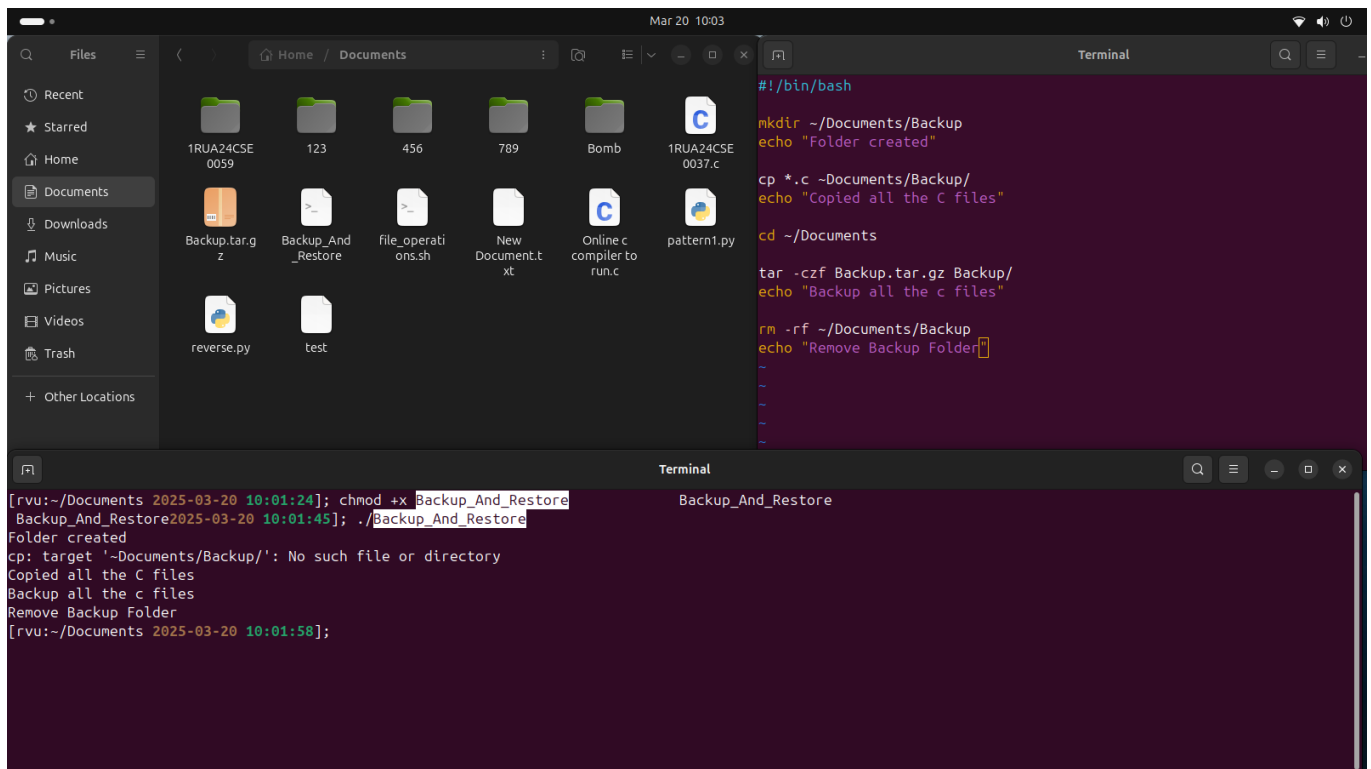 Mar 20 10:03
Files
Home / Documents
Terminal
Recent
Starred
Home
Documents
Downloads
Music
Pictures
Videos
Trash
+ Other Locations
1RUA24CSE
0059
123
456
789
Bomb
1RUA24CSE
0037.c
Backup.tar.g
z
Backup_And
_Restore
file_operati
ons.sh
New
Document.t
xt
Online c
compiler to
run.c
pattern1.py
reverse.py
test
#!/bin/bash
mkdir ~/Documents/Backup
echo "Folder created"
cp *.c ~Documents/Backup/
echo "Copied all the C files"
cd ~/Documents
tar -czf Backup.tar.gz Backup/
echo "Backup all the c files"
rm -rf ~/Documents/Backup
echo "Remove Backup Folder"
~
~
~
~
~
Terminal
[rvu:~/Documents 2025-03-20 10:01:24]; chmod +x Backup_And_Restore Backup_And_Restore
Backup_And_Restore2025-03-20 10:01:45]; ./Backup_And_Restore
Folder created
cp: target '~Documents/Backup/': No such file or directory
Copied all the C files
Backup all the c files
Remove Backup Folder
[rvu:~/Documents 2025-03-20 10:01:58];